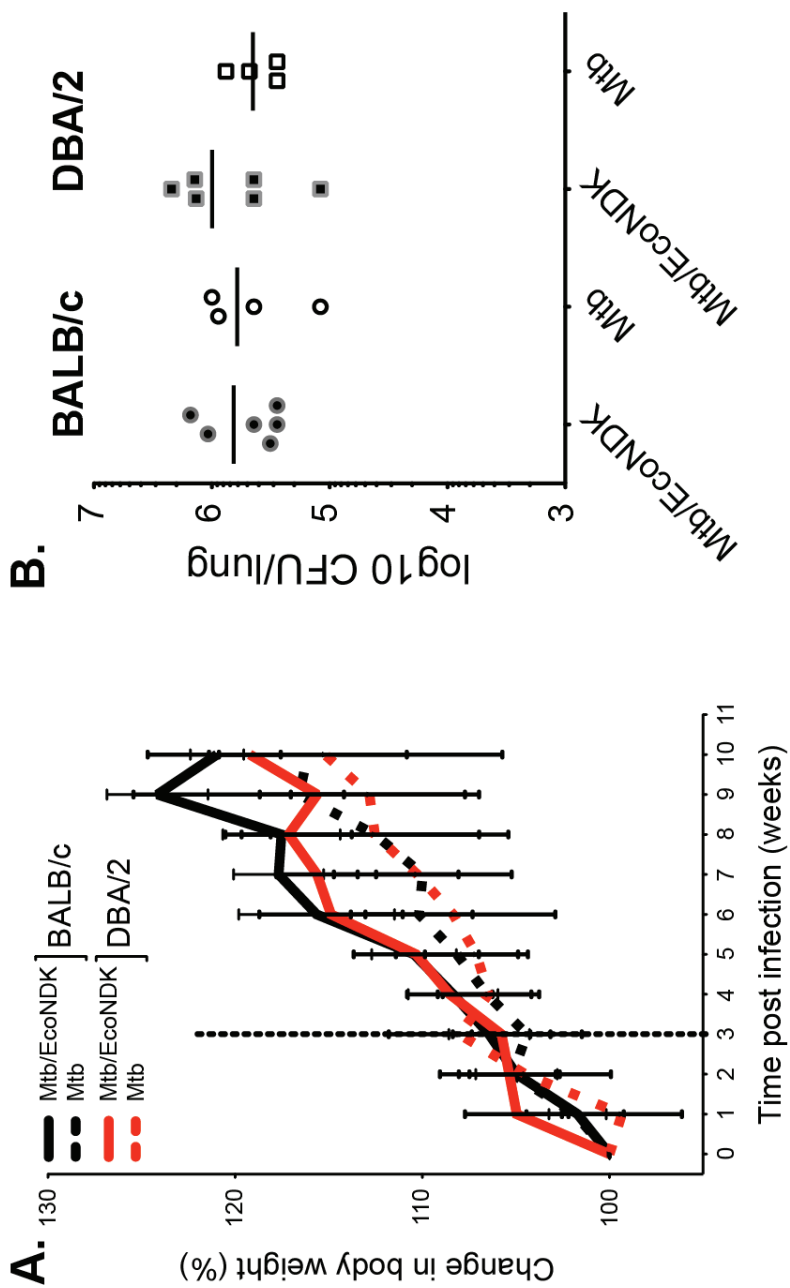 A.
Mtb/EcoNDK
Mtb
BALB/c
Mtb/EcoNDK
Mtb
DBA/2
130
120
110
100
Change in body weight (%)
0 1 2 3 4 5 6 7 8 9 10 11
Time post infection (weeks)
B.
BALB/c DBA/2
7
6
5
4
3
log10 CFU/lung
Mtb/EcoNDK Mtb Mtb/EcoNDK Mtb